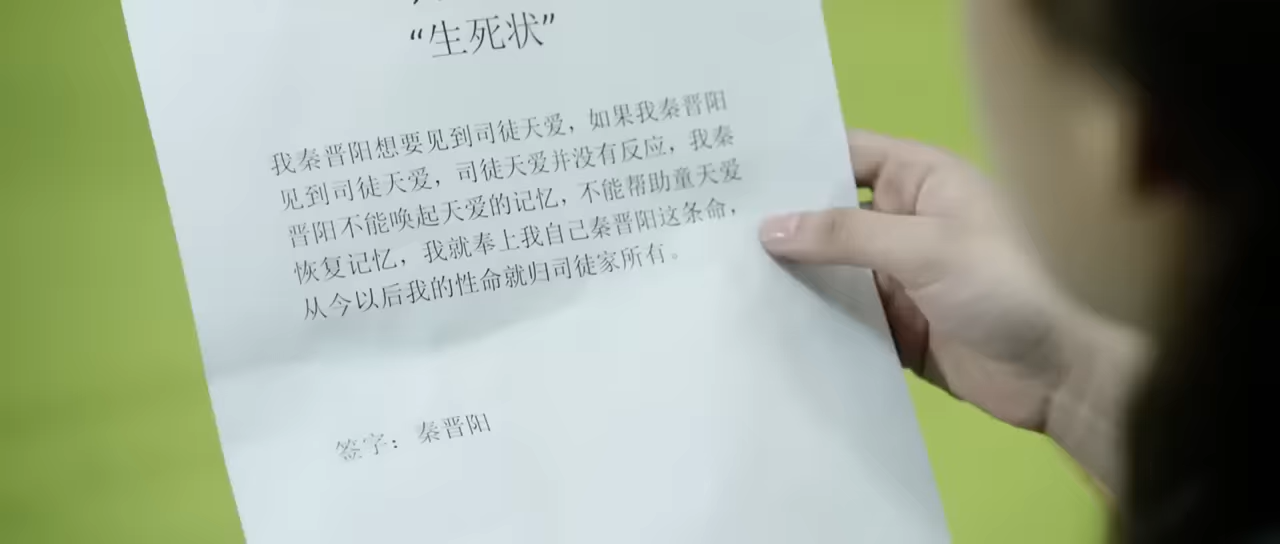 “生死状”
我秦晋阳想要见到司徒天爱，如果我秦晋阳
见到司徒天爱，司徒天爱并没有反应，我秦
晋阳不能唤起天爱的记忆，不能帮助童天爱
恢复记忆，我就奉上我自己秦晋阳这条命，
从今以后我的性命就归司徒家所有。
签字：秦晋阳